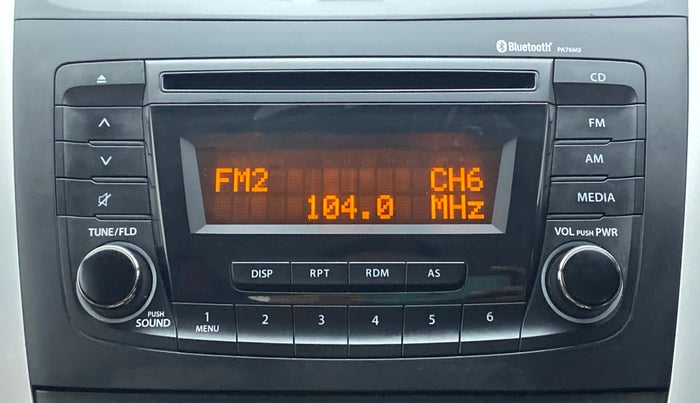 Bluetooth PA76M3
CD
FM
AM
MEDIA
FM2 CH6
104.0 MHz
TUNE/FLD
VOL PUSH PWR
DISP RPT RDM AS
PUSH
SOUND
1 2 3 4 5 6
MENU